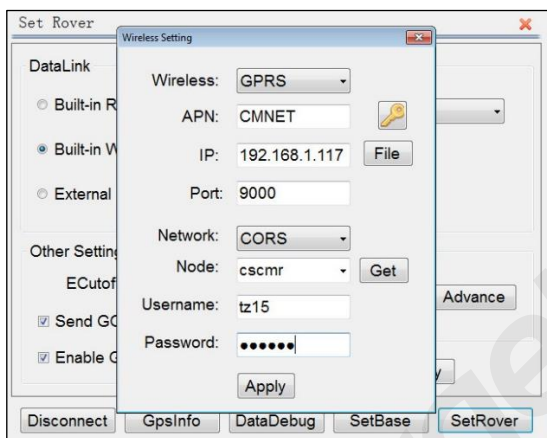 Set Rover
Wireless Setting
DataLink
Built-in R
Built-in W
External
Other Setting
ECutof
Send GG
Enable G
Wireless: GPRS
APN: CMNET
IP: 192.168.1.117 File
Port: 9000
Network: CORS
Node: cscmr Get
Username: tz15
Password: ●●●●●●
Apply
Advance
Disconnect GpsInfo DataDebug SetBase SetRover